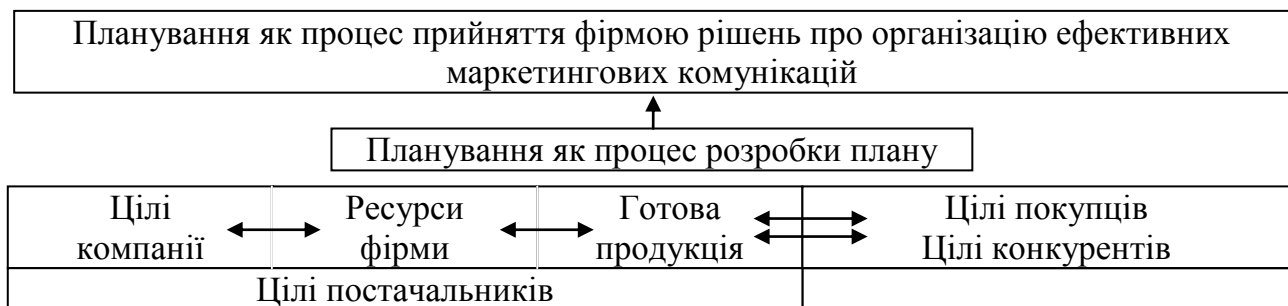 Планування як процес прийняття фірмою рішень про організацію ефективних
маркетингових комунікацій
Планування як процес розробки плану
Цілі компанії
Ресурси фірми
Готова продукція
Цілі покупців
Цілі конкурентів
Цілі постачальників